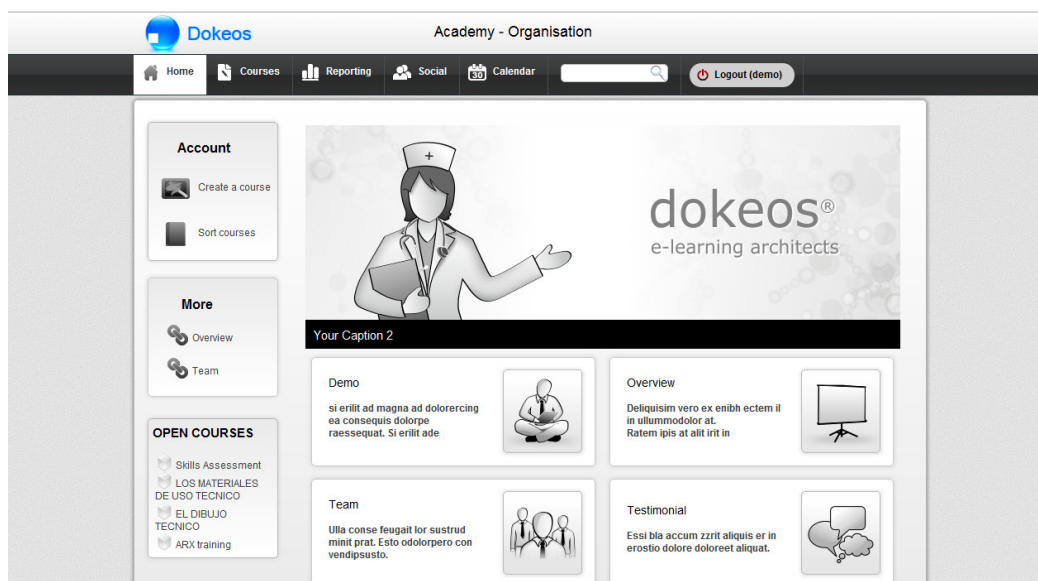 Dokeos
Academy - Organisation
Home
Courses
Reporting
Social
30
Calendar
Logout (demo)
Account
Create a course
Sort courses
More
Overview
Team
OPEN COURSES
Skills Assessment
LOS MATERIALES
DE USO TECNICO
EL DIBUJO
TECNICO
ARX training
dokeos®
e-learning architects
Your Caption 2
Demo
si erilit ad magna ad dolorercing
ea consequis dolorpe
raessequat. Si erilit ade
Overview
Deliquisim vero ex enibh ectem il
in ullummodolor at.
Ratem ipis at alit irit in
Team
Ulla conse feugait lor sustrud
minit prat. Esto odolorpero con
vendipsusto.
Testimonial
Essi bla accum zzrit aliquis er in
erostio dolore doloreet aliquat.